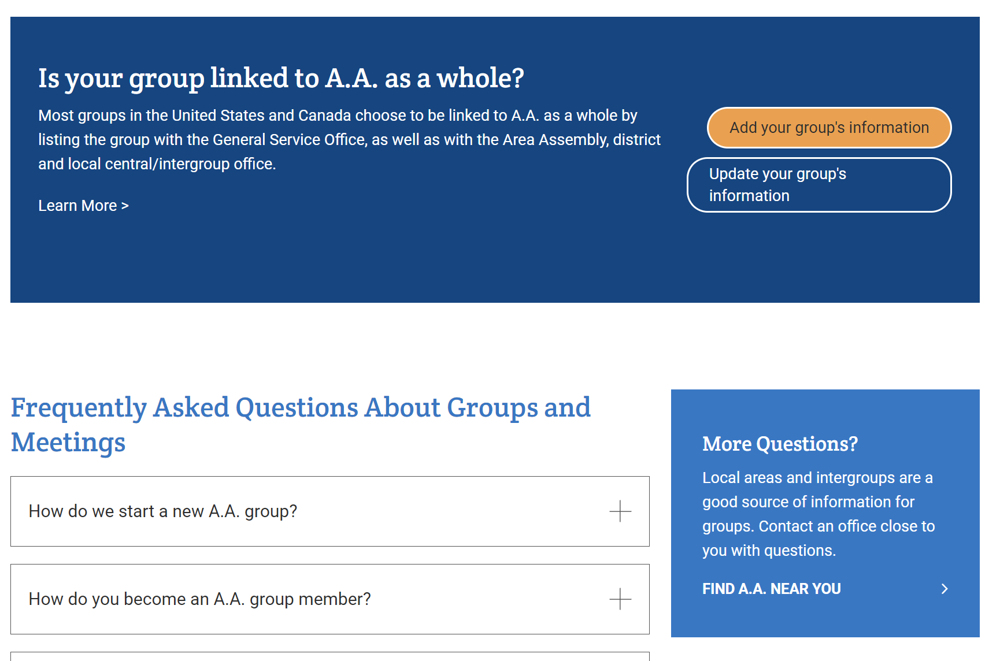 Is your group linked to A.A. as a whole?
Most groups in the United States and Canada choose to be linked to A.A. as a whole by
listing the group with the General Service Office, as well as with the Area Assembly, district
and local central/intergroup office.
Learn More >
Add your group's information
Update your group's
information
Frequently Asked Questions About Groups and
Meetings
How do we start a new A.A. group?
How do you become an A.A. group member?
More Questions?
Local areas and intergroups are a
good source of information for
groups. Contact an office close to
you with questions.
FIND A.A. NEAR YOU